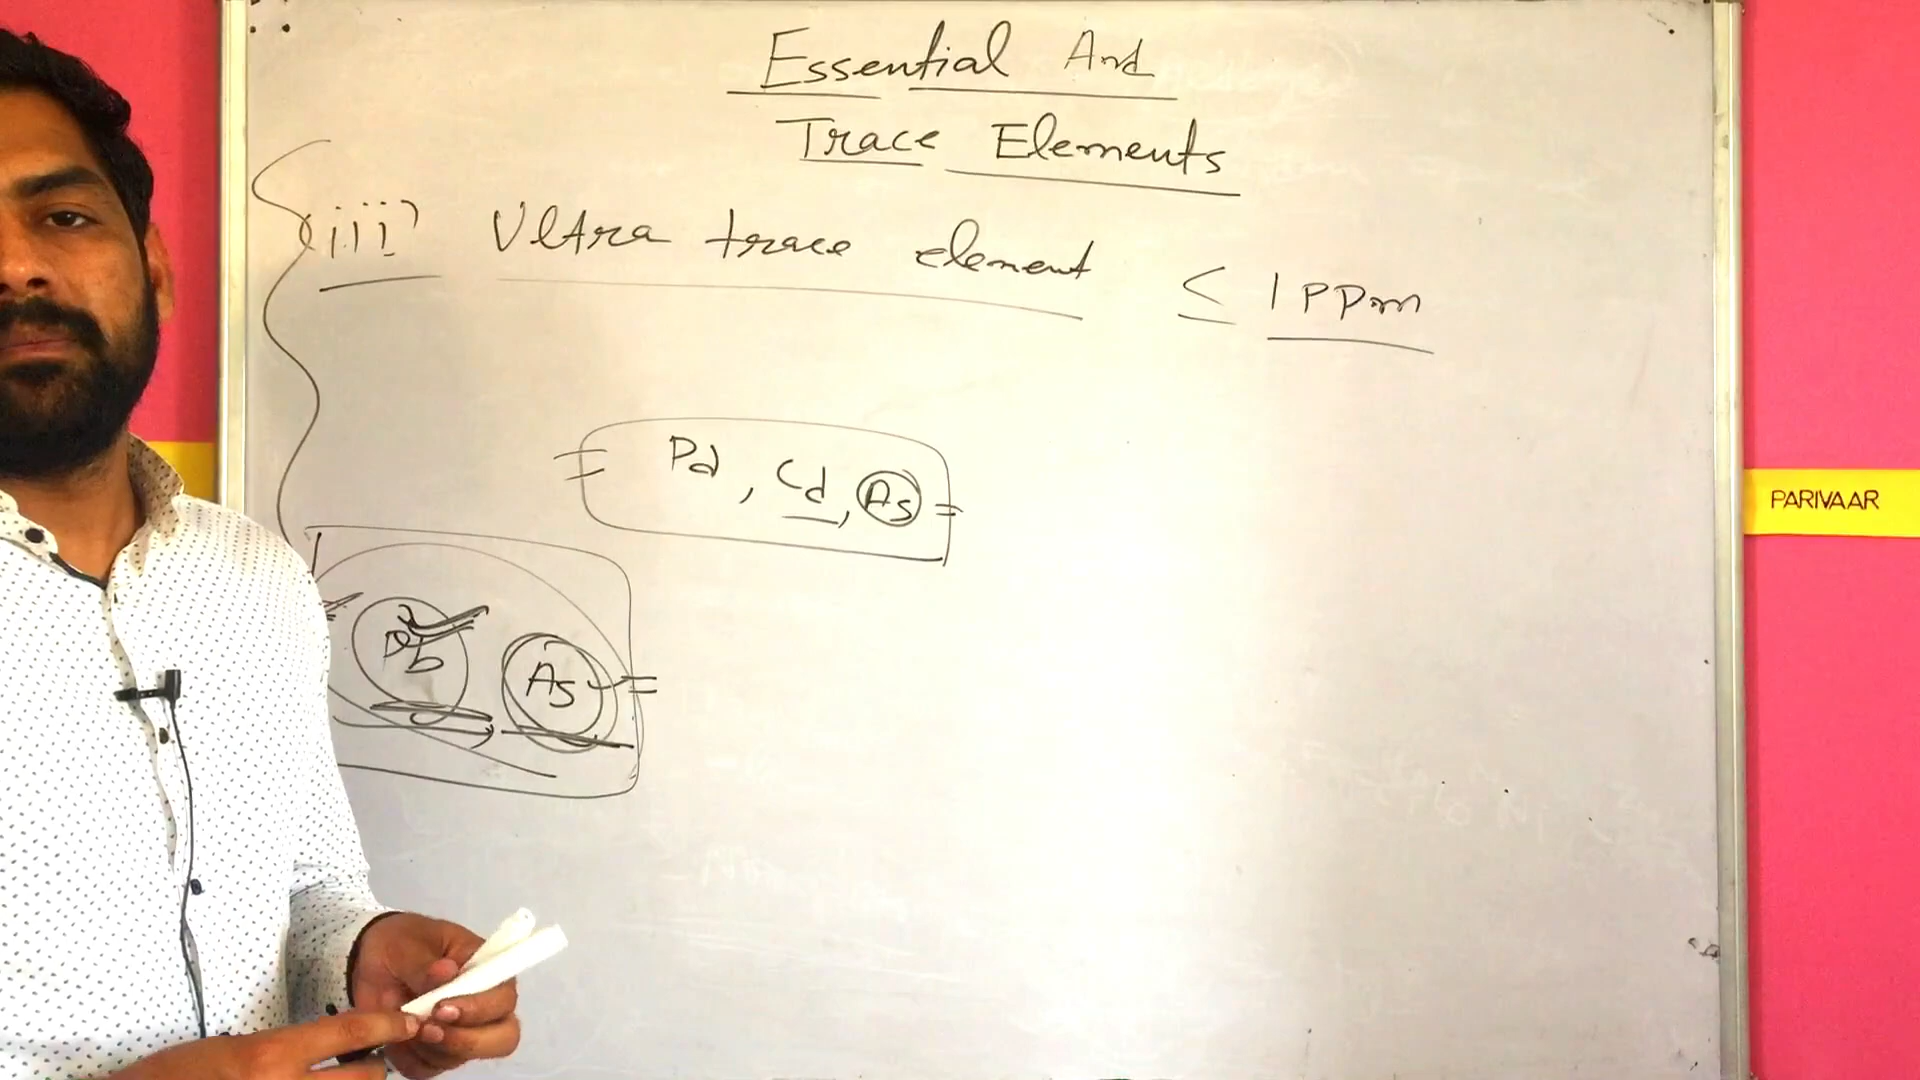 Essential And
Trace Elements
iii) Ultra trace element ≤ 1 ppm
Pd, Cd, As
Pb As
PARIVAAR